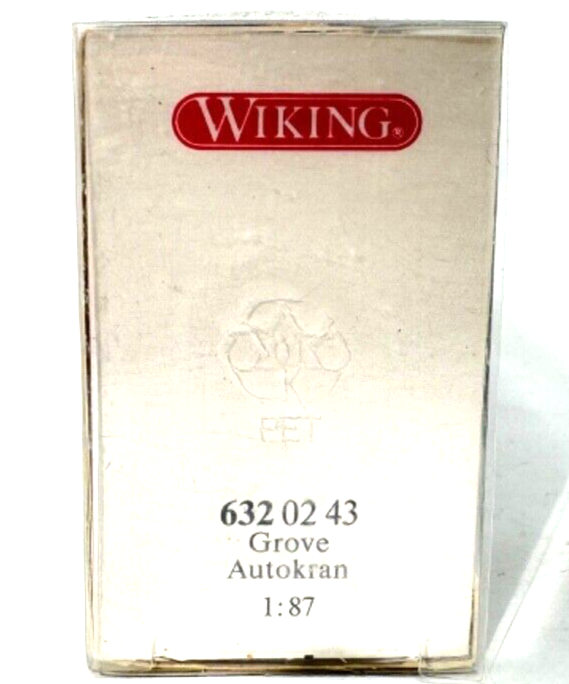 WIKING®
PET
632 02 43
Grove
Autokran
1:87